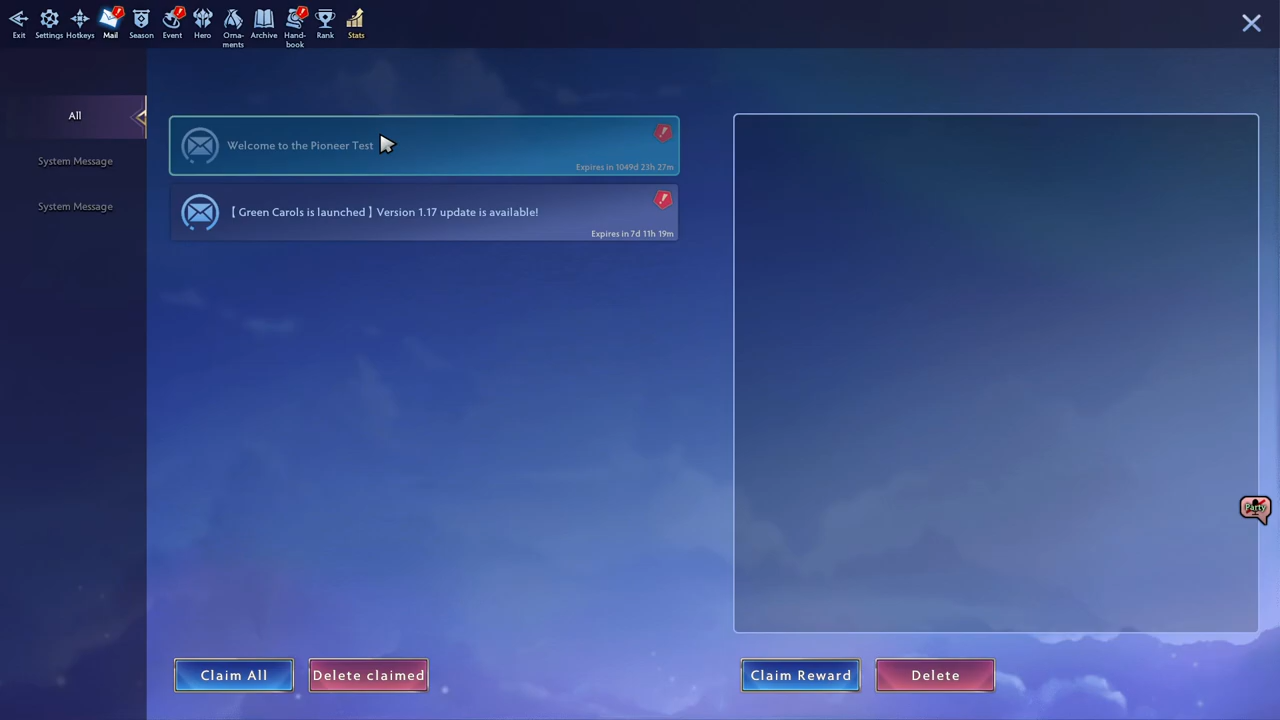 Exit Settings Hotkeys Mail Season Event Hero Orna- Archive Hand- Rank Stats
ments book
All
System Message
System Message
Welcome to the Pioneer Test
Expires in 1049d 23h 27m
【 Green Carols is launched 】 Version 1.17 update is available!
Expires in 7d 11h 19m
Party
Claim All Delete claimed Claim Reward Delete